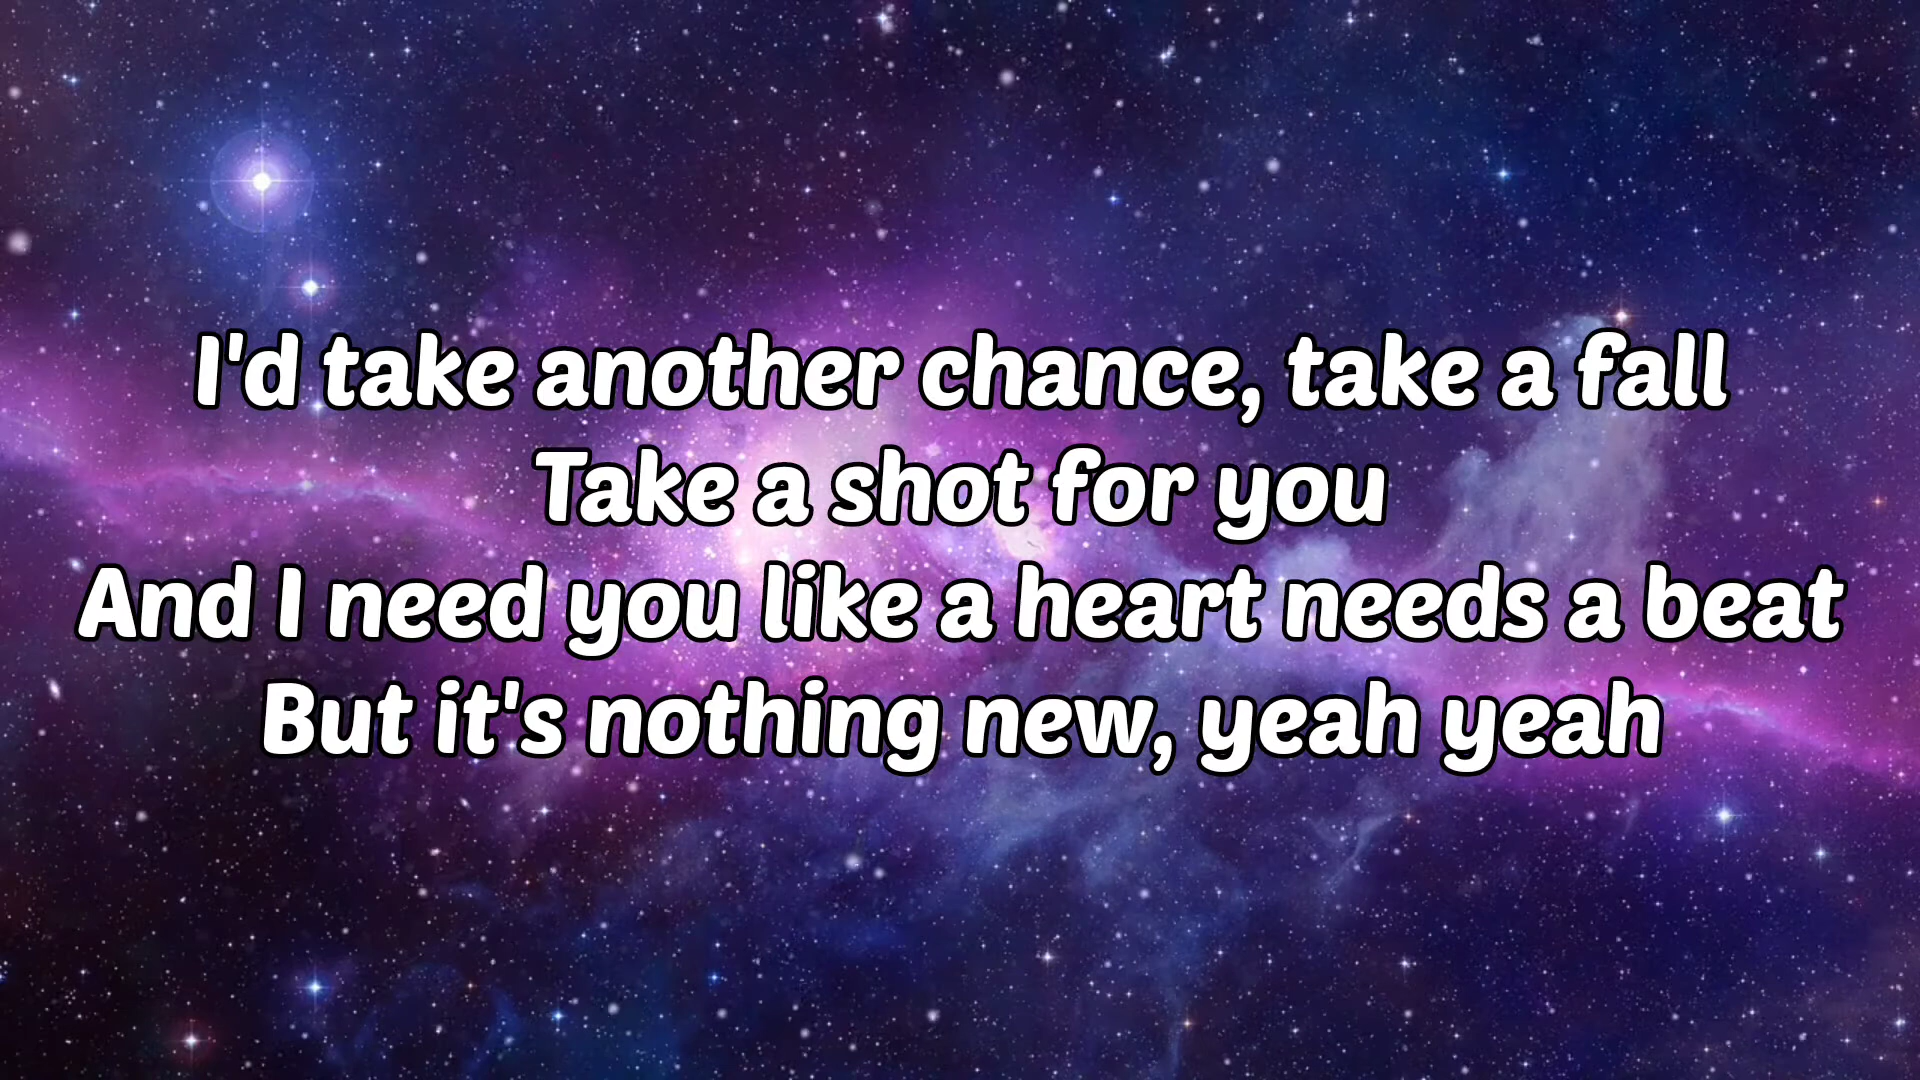 I'd take another chance, take a fall
Take a shot for you
And I need you like a heart needs a beat
But it's nothing new, yeah yeah